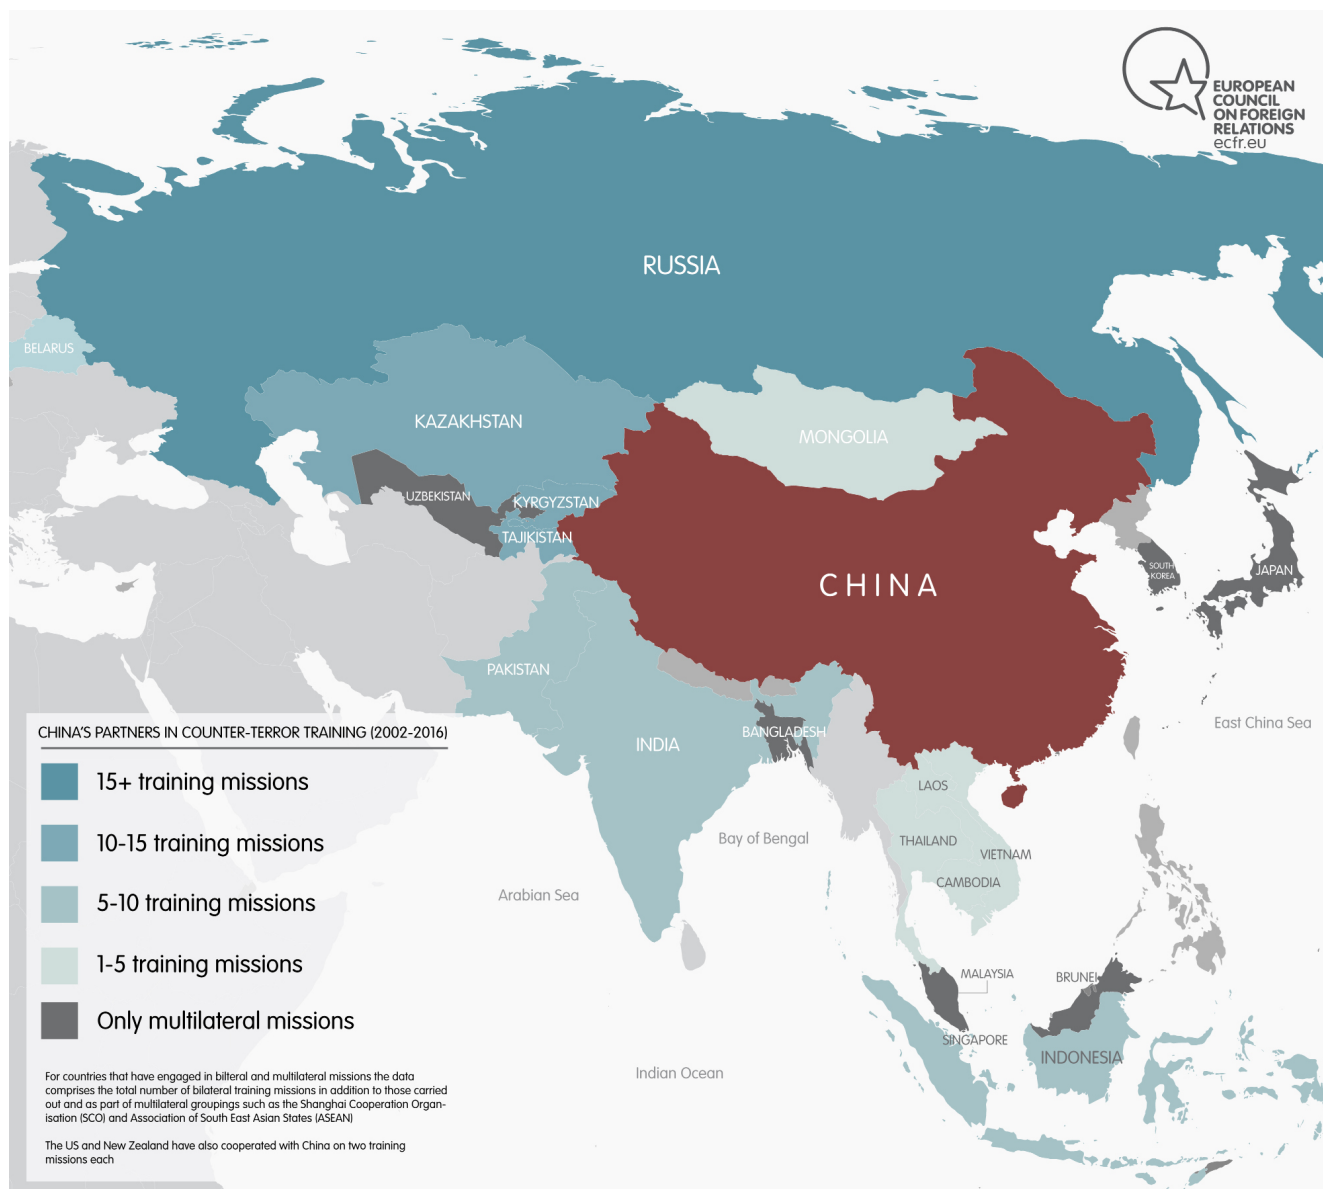 EUROPEAN
COUNCIL
ON FOREIGN
RELATIONS
ecfr.eu
RUSSIA
BELARUS
KAZAKHSTAN
MONGOLIA
UZBEKISTAN
KYRGYZSTAN
TAJIKISTAN
CHINA
SOUTH
KOREA
JAPAN
PAKISTAN
INDIA
BANGLADESH
East China Sea
LAOS
THAILAND
VIETNAM
CAMBODIA
Bay of Bengal
Arabian Sea
MALAYSIA
BRUNEI
SINGAPORE
INDONESIA
Indian Ocean
CHINA'S PARTNERS IN COUNTER-TERROR TRAINING (2002-2016)
15+ training missions
10-15 training missions
5-10 training missions
1-5 training missions
Only multilateral missions
For countries that have engaged in bilteral and multilateral missions the data
comprises the total number of bilateral training missions in addition to those carried
out and as part of multilateral groupings such as the Shanghai Cooperation Organ-
isation (SCO) and Association of South East Asian States (ASEAN)
The US and New Zealand have also cooperated with China on two training
missions each